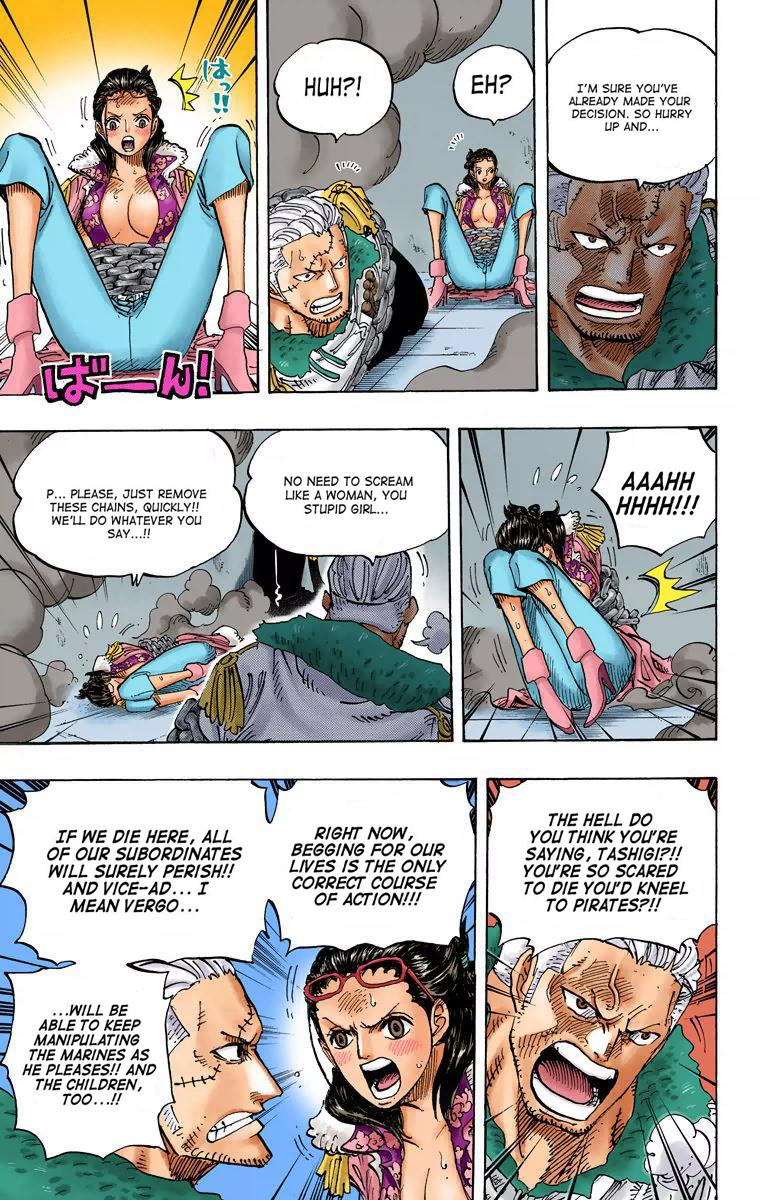 I'M SURE YOU'VE
ALREADY MADE YOUR
DECISION. SO HURRY
UP AND...
EH?
HUH?!
はっ!!
ばーん!
AAAHH
HHHH!!!
NO NEED TO SCREAM
LIKE A WOMAN, YOU
STUPID GIRL...
P... PLEASE, JUST REMOVE
THESE CHAINS, QUICKLY!!
WE'LL DO WHATEVER YOU
SAY...!!
THE HELL DO
YOU THINK YOU'RE
SAYING, TASHIGI?!!
YOU'RE SO SCARED
TO DIE YOU'D KNEEL
TO PIRATES?!!
RIGHT NOW,
BEGGING FOR OUR
LIVES IS THE ONLY
CORRECT COURSE
OF ACTION!!!
IF WE DIE HERE, ALL
OF OUR SUBORDINATES
WILL SURELY PERISH!!
AND VICE-AD... I
MEAN VERGO...
...WILL BE
ABLE TO KEEP
MANIPULATING
THE MARINES AS
HE PLEASES!! AND
THE CHILDREN,
TOO...!!